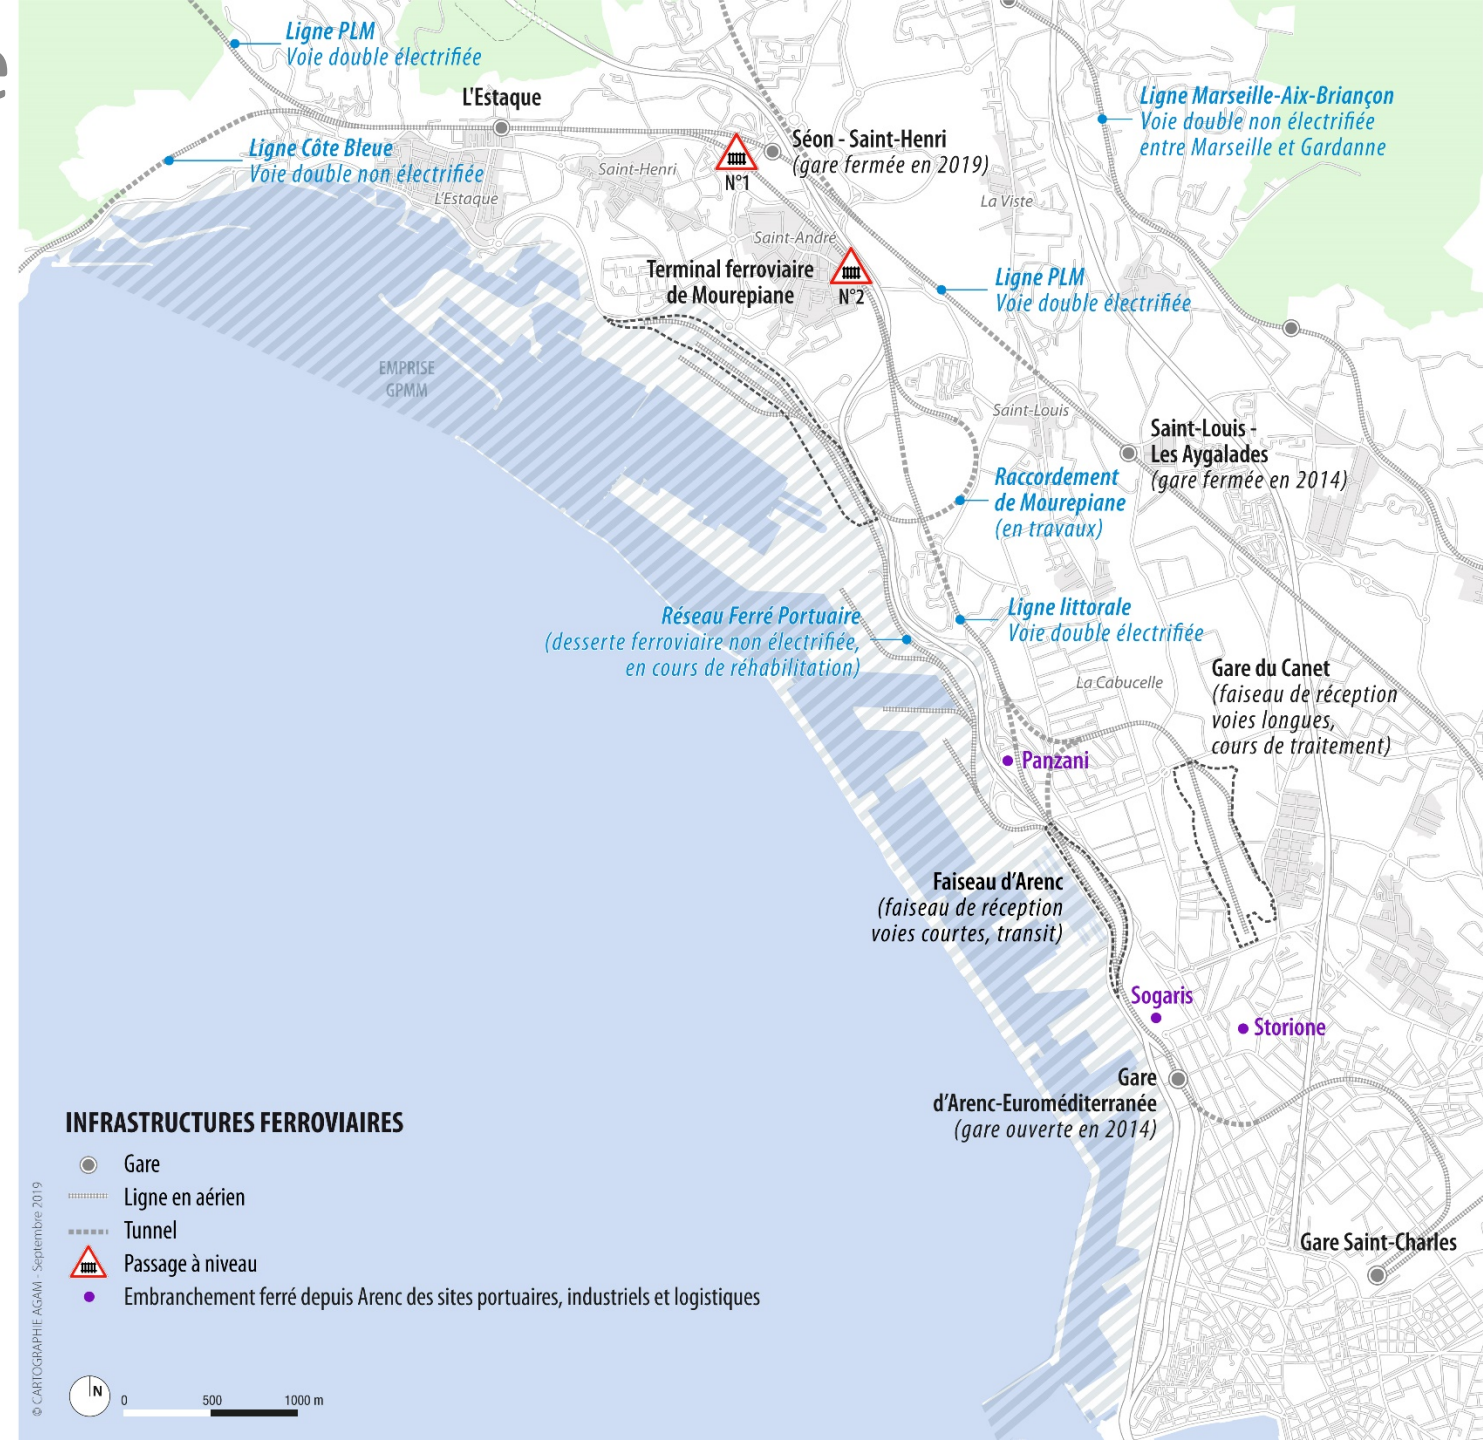 e
Ligne PLM
Voie double électrifiée
L'Estaque
Ligne Marseille-Aix-Briançon
Voie double non électrifiée
entre Marseille et Gardanne
Ligne Côte Bleue
Voie double non électrifiée
Séon - Saint-Henri
(gare fermée en 2019)
Saint-Henri
N°1
L'Estaque
La Viste
Saint-André
Terminal ferroviaire
de Mourepiane
N°2
Ligne PLM
Voie double électrifiée
EMPRISE
GPMM
Saint-Louis
Saint-Louis -
Les Aygalades
(gare fermée en 2014)
Raccordement
de Mourepiane
(en travaux)
Réseau Ferré Portuaire
(desserte ferroviaire non électrifiée,
en cours de réhabilitation)
Ligne littorale
Voie double électrifiée
La Cabucelle
Gare du Canet
(faiseau de réception
voies longues,
cours de traitement)
Panzani
Faiseau d'Arenc
(faiseau de réception
voies courtes, transit)
Sogaris
Storione
Gare
d'Arenc-Euroméditerranée
(gare ouverte en 2014)
Gare Saint-Charles
INFRASTRUCTURES FERROVIAIRES
Gare
Ligne en aérien
Tunnel
Passage à niveau
Embranchement ferré depuis Arenc des sites portuaires, industriels et logistiques
N
0 500 1000 m
© CARTOGRAPHIE AGAM - Septembre 2019